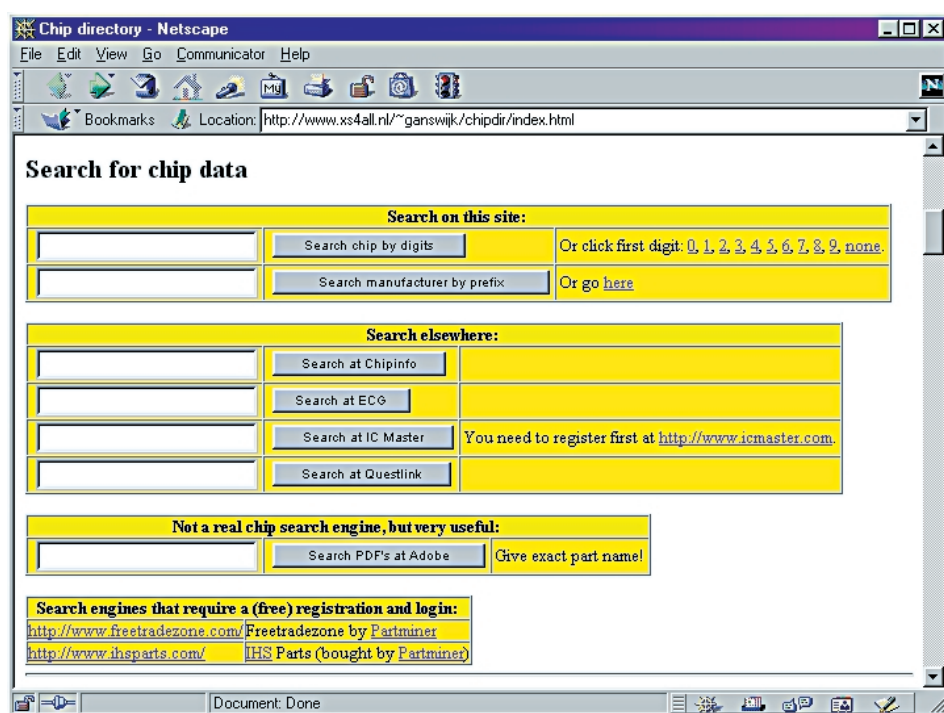 Chip directory - Netscape
File Edit View Go Communicator Help
My
N
Bookmarks Location: http://www.xs4all.nl/~ganswijk/chipdir/index.html
Search for chip data
Search on this site:
Search chip by digits Or click first digit: 0, 1, 2, 3, 4, 5, 6, 7, 8, 9, none.
Search manufacturer by prefix Or go here
Search elsewhere:
Search at Chipinfo
Search at ECG
Search at IC Master You need to register first at http://www.icmaster.com.
Search at Questlink
Not a real chip search engine, but very useful:
Search PDF's at Adobe Give exact part name!
Search engines that require a (free) registration and login:
http://www.freetradezone.com/ Freetradezone by Partminer
http://www.ihsparts.com/ IHS Parts (bought by Partminer)
Document: Done